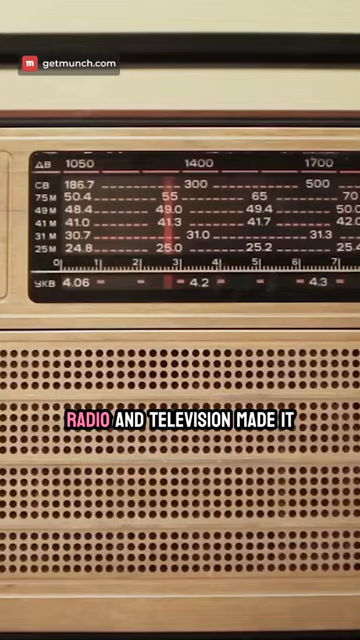 m getmunch.com
ДВ 1050 1400 1700
СВ 186.7 300 500
75М 50.4 55 65 70
49М 48.4 49.0 49.4 50.0
41М 41.0 41.3 41.7 42.0
31М 30.7 31.0 31.3
25М 24.8 25.0 25.2 25.4
0 1 2 3 4 5 6 7
УКВ 4.06 4.2 4.3
RADIO AND TELEVISION MADE IT